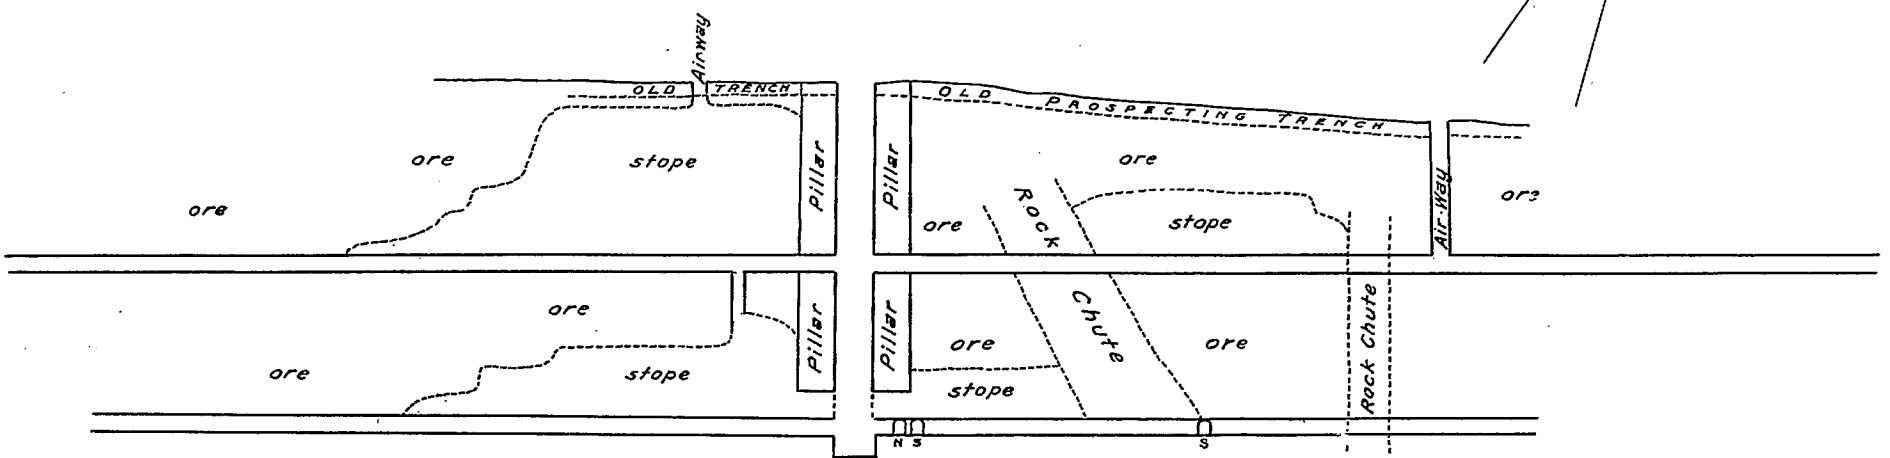 Airway
OLD TRENCH
OLD PROSPECTING TRENCH
ore
stope
Pillar
Pillar
ore
Rock
ore
ore
stope
ore
Air-Way
ore
Chute
ore
Pillar
Pillar
ore
ore
Rock Chute
ore
stope
stope
N S
S